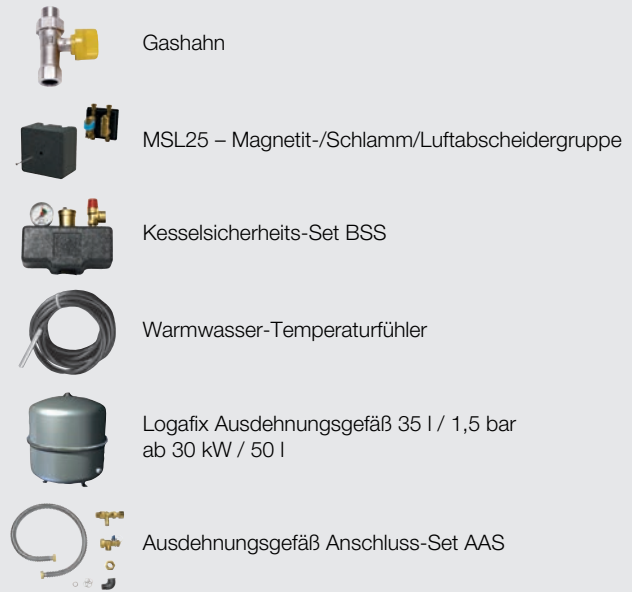 Gashahn
MSL25 – Magnetit-/Schlamm/Luftabscheidergruppe
Kesselsicherheits-Set BSS
Warmwasser-Temperaturfühler
Logafix Ausdehnungsgefäß 35 l / 1,5 bar
ab 30 kW / 50 l
Ausdehnungsgefäß Anschluss-Set AAS